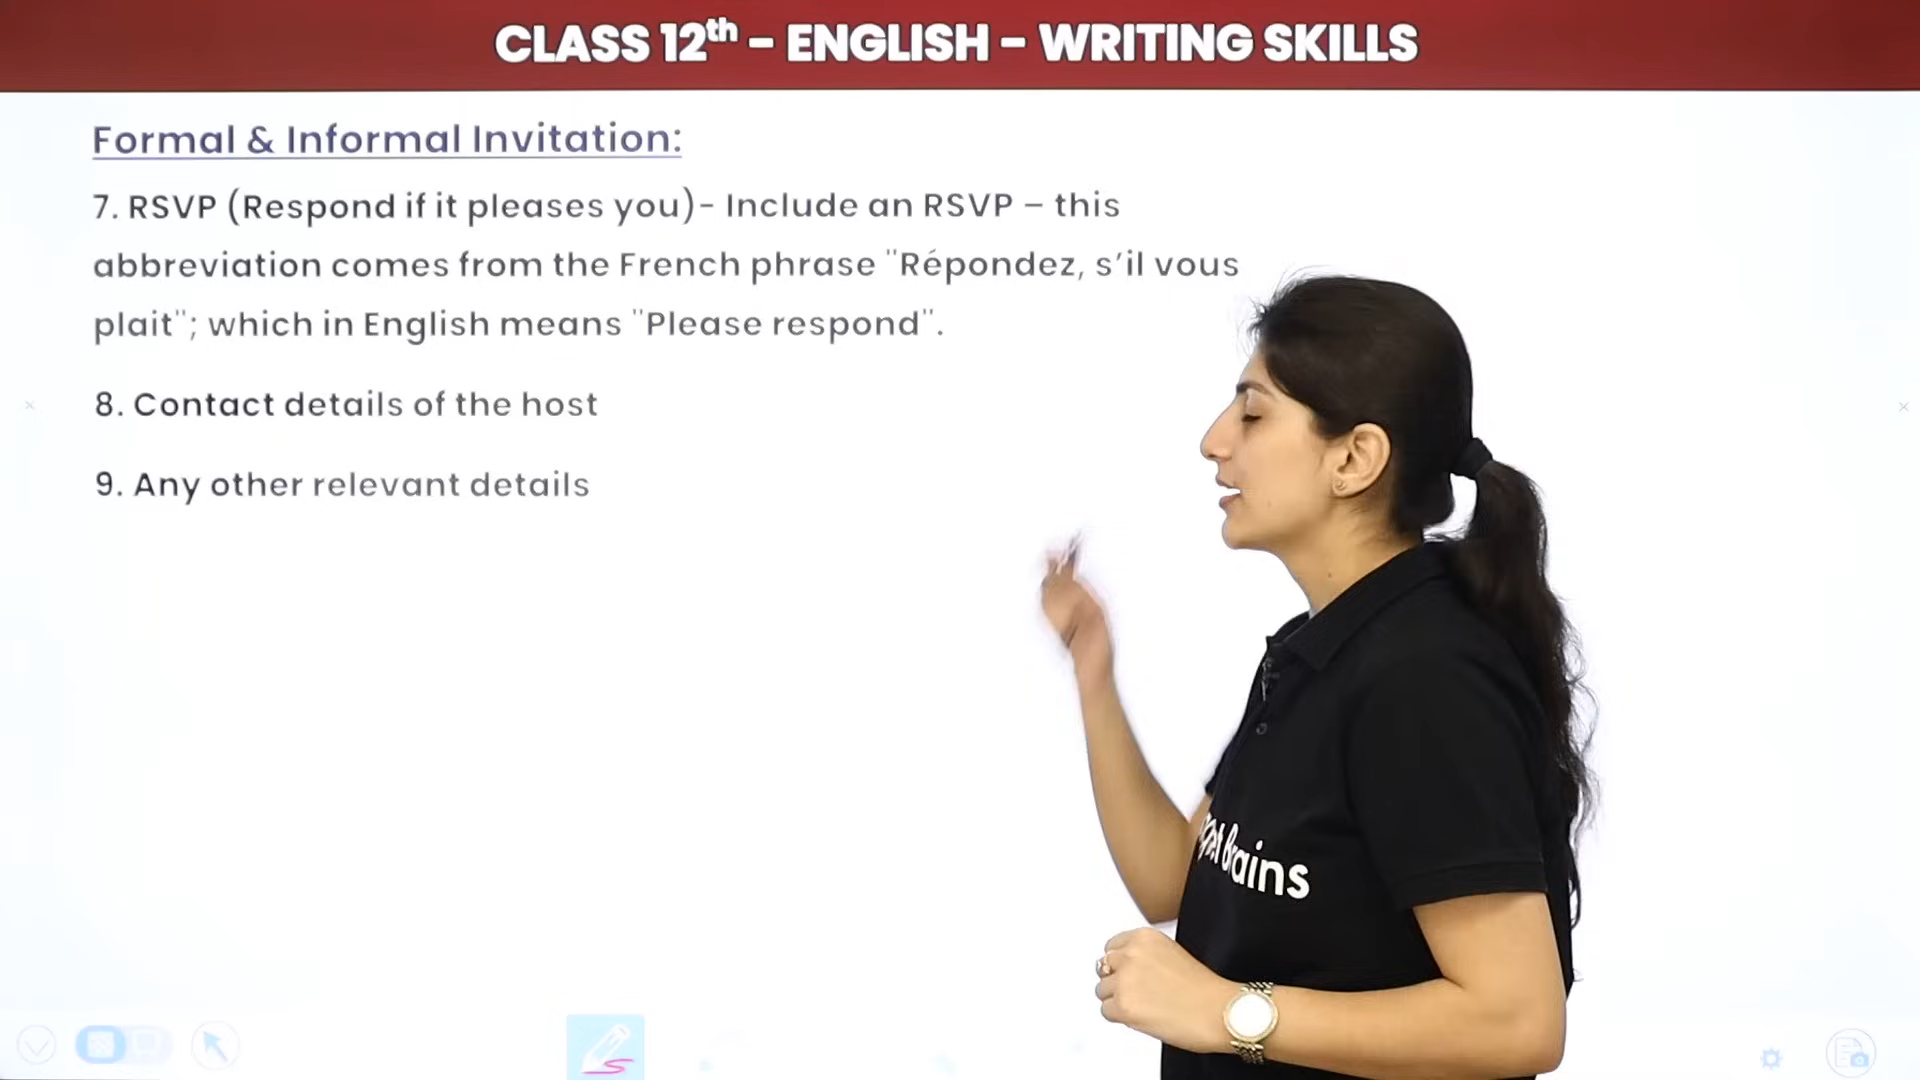 CLASS 12th – ENGLISH – WRITING SKILLS
Formal & Informal Invitation:
7. RSVP (Respond if it pleases you)- Include an RSVP – this
abbreviation comes from the French phrase "Répondez, s’il vous
plait"; which in English means "Please respond".
8. Contact details of the host
9. Any other relevant details
Brains